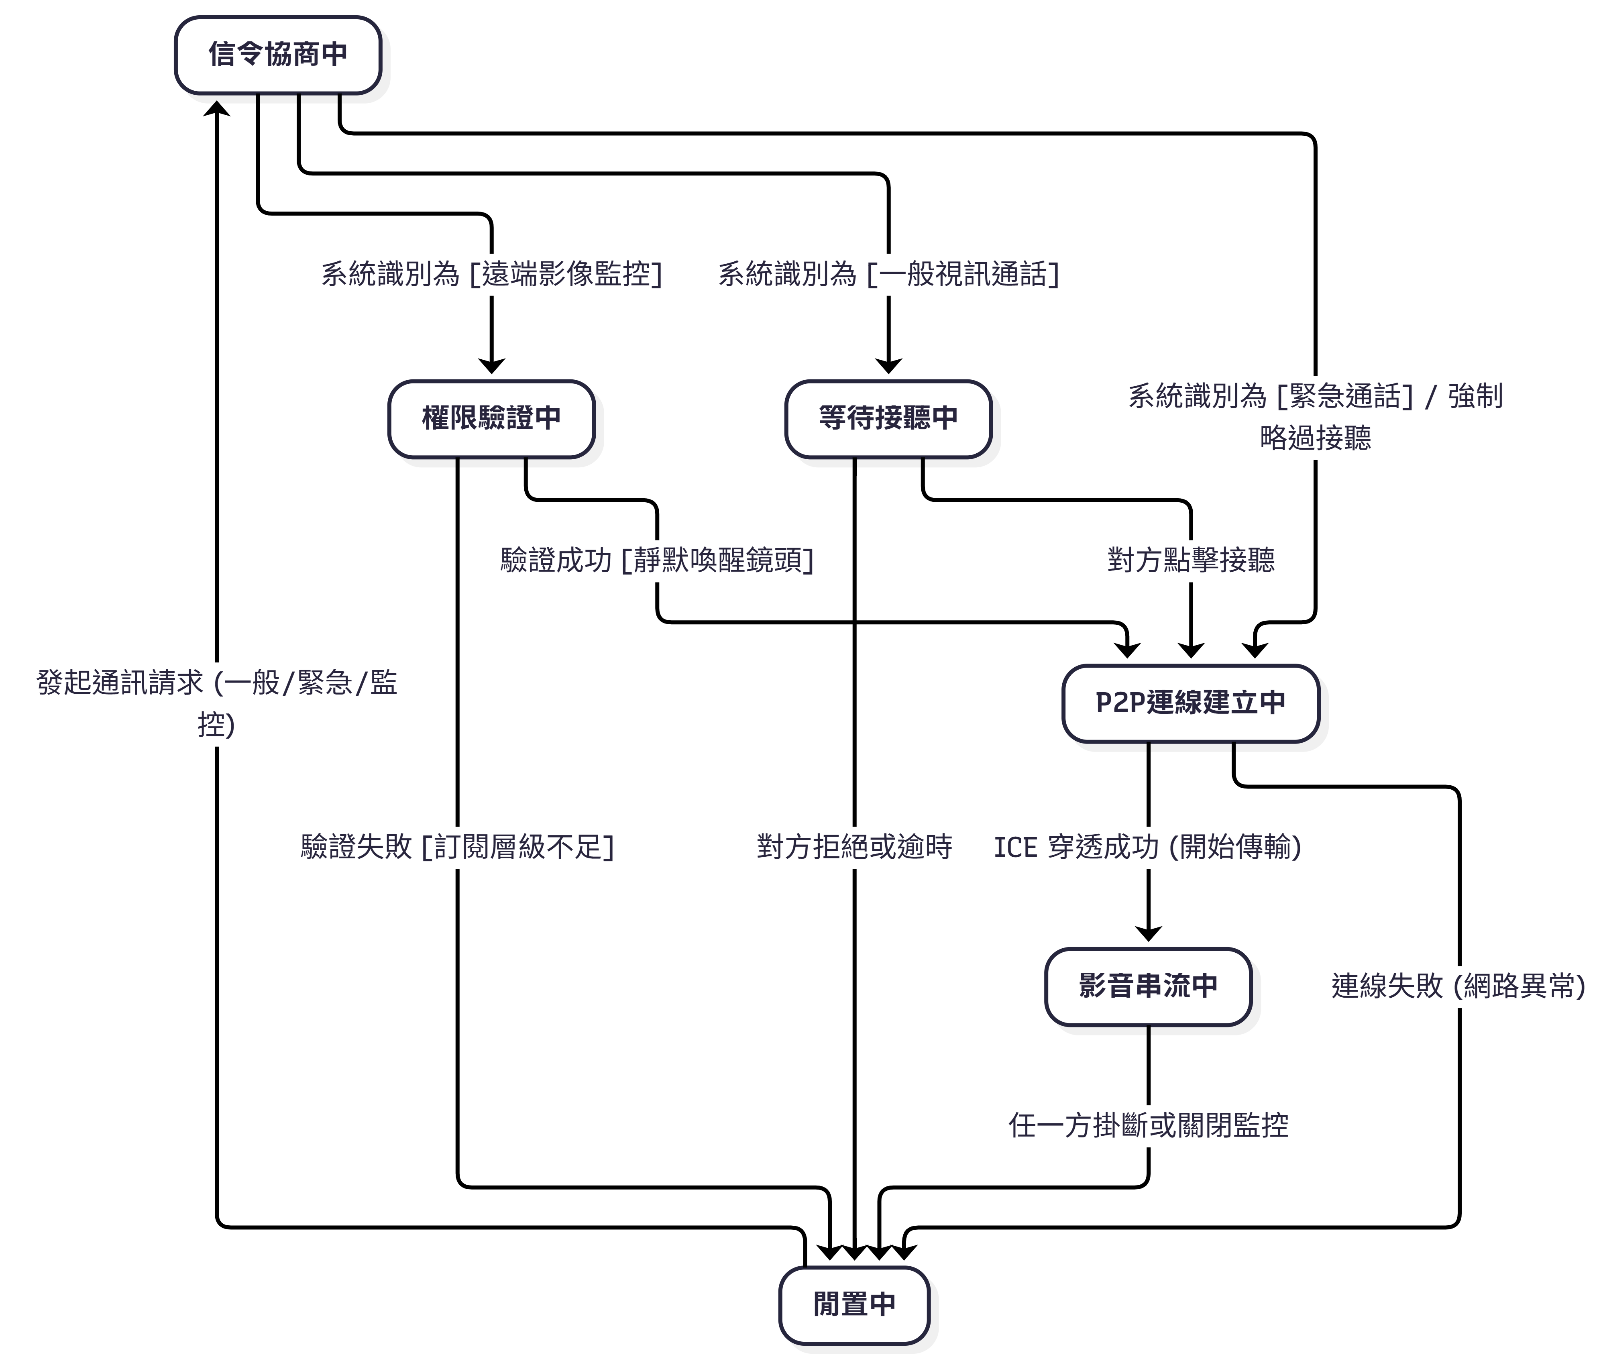 信令協商中
系統識別為 [遠端影像監控]
系統識別為 [一般視訊通話]
系統識別為 [緊急通話] / 強制
略過接聽
權限驗證中
等待接聽中
驗證成功 [靜默喚醒鏡頭]
對方點擊接聽
發起通訊請求 (一般/緊急/監
控)
P2P連線建立中
驗證失敗 [訂閱層級不足]
對方拒絕或逾時
ICE 穿透成功 (開始傳輸)
影音串流中
連線失敗 (網路異常)
任一方掛斷或關閉監控
閒置中